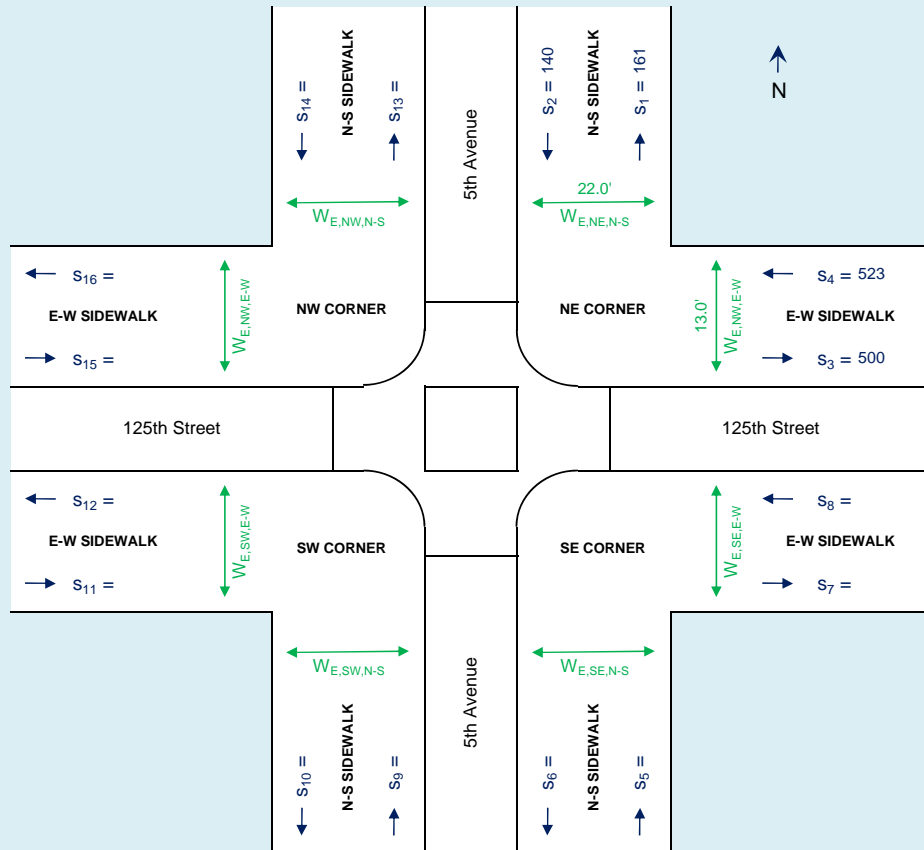 s14 =
N-S SIDEWALK
s13 =
5th Avenue
s2 = 140
N-S SIDEWALK
s1 = 161
N
WE,NW,N-S
22.0'
WE,NE,N-S
s16 =
E-W SIDEWALK
s15 =
WE,NW,E-W
NW CORNER
NE CORNER
13.0'
WE,NW,E-W
s4 = 523
E-W SIDEWALK
s3 = 500
125th Street
125th Street
s12 =
E-W SIDEWALK
s11 =
WE,SW,E-W
SW CORNER
SE CORNER
WE,SE,E-W
s8 =
E-W SIDEWALK
s7 =
WE,SW,N-S
WE,SE,N-S
s10 =
N-S SIDEWALK
s9 =
5th Avenue
s6 =
N-S SIDEWALK
s5 =